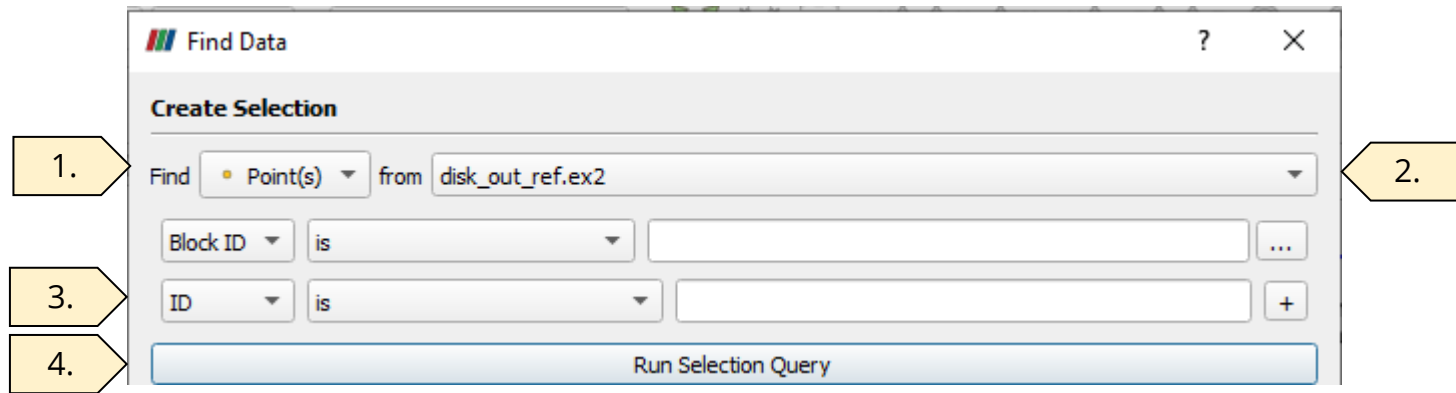 Find Data ? ×
Create Selection
1. Find Point(s) from disk_out_ref.ex2 2.
Block ID is ...
3. ID is +
4. Run Selection Query